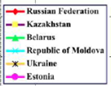 Russian Federation
Kazakhstan
Belarus
Republic of Moldova
Ukraine
Estonia